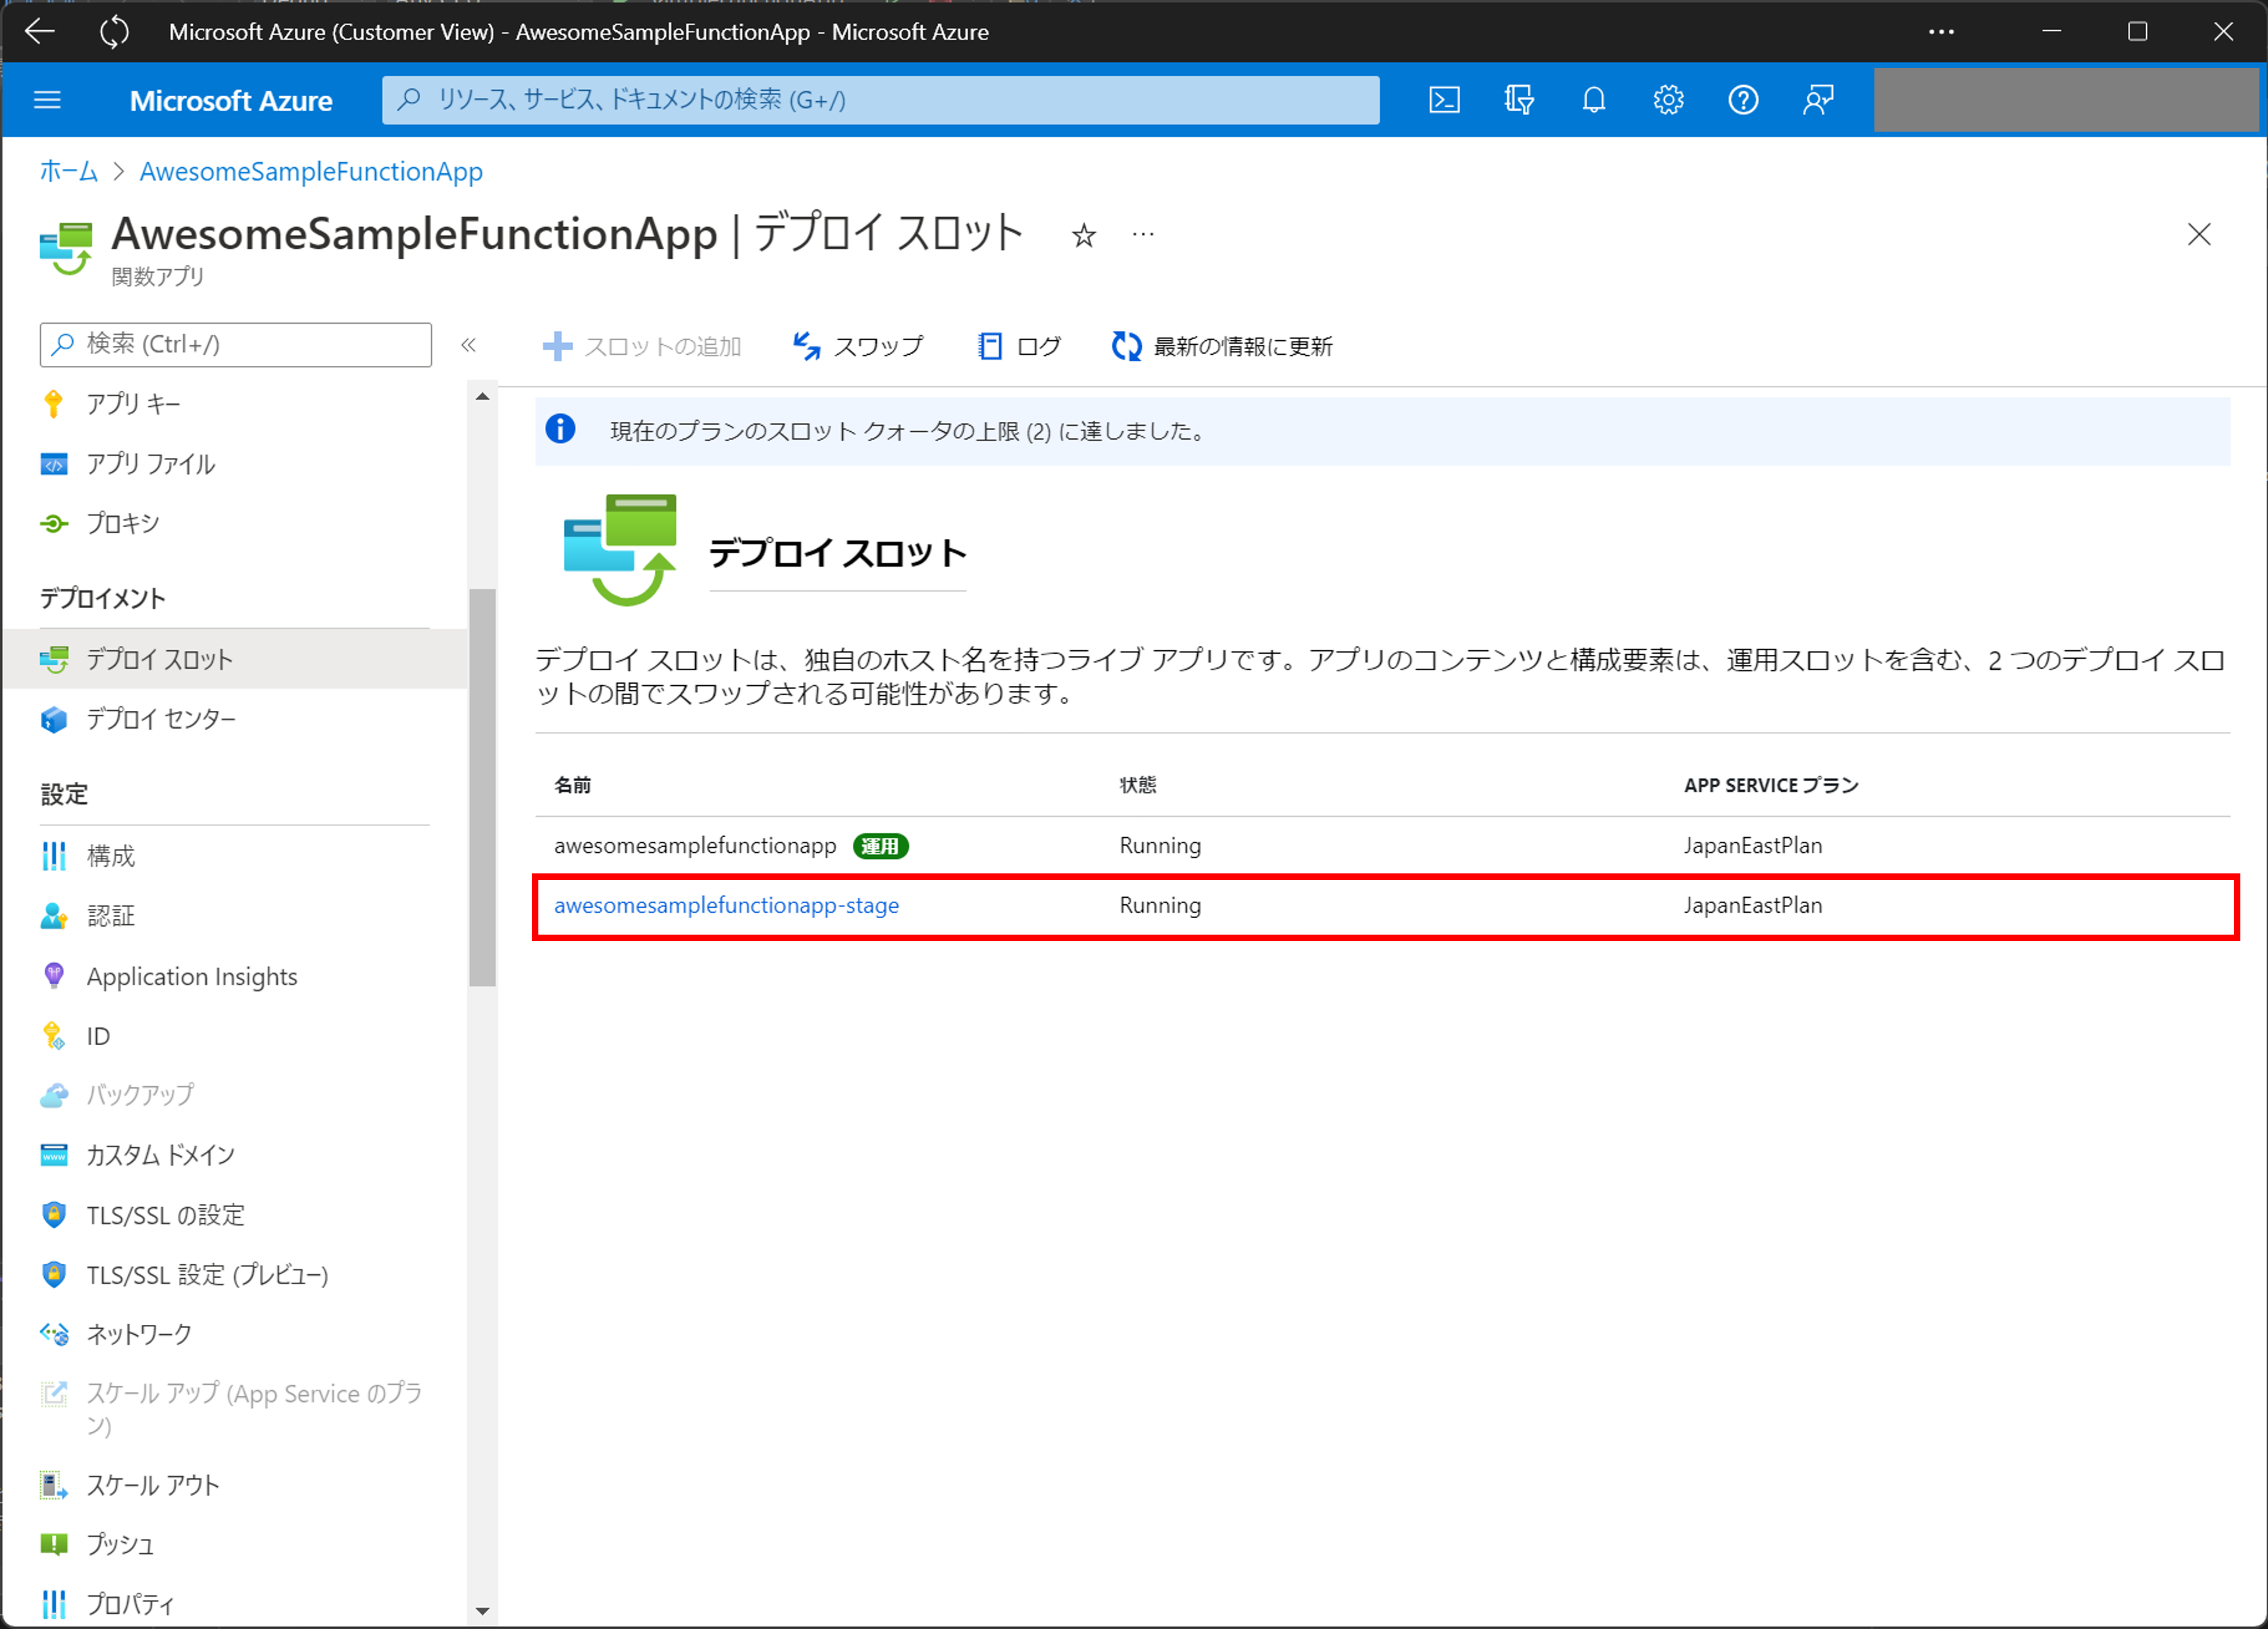 Microsoft Azure (Customer View) - AwesomeSampleFunctionApp - Microsoft Azure
Microsoft Azure
リソース、サービス、ドキュメントの検索 (G+/)
ホーム > AwesomeSampleFunctionApp
AwesomeSampleFunctionApp | デプロイ スロット
関数アプリ
検索 (Ctrl+/)
スロットの追加
スワップ
ログ
最新の情報に更新
アプリ キー
アプリ ファイル
プロキシ
デプロイメント
デプロイ スロット
デプロイ センター
設定
構成
認証
Application Insights
ID
バックアップ
カスタム ドメイン
TLS/SSL の設定
TLS/SSL 設定 (プレビュー)
ネットワーク
スケール アップ (App Service のプラ
ン)
スケール アウト
プッシュ
プロパティ
現在のプランのスロット クォータの上限 (2) に達しました。
デプロイ スロット
デプロイ スロットは、独自のホスト名を持つライブ アプリです。アプリのコンテンツと構成要素は、運用スロットを含む、2 つのデプロイ スロ
ットの間でスワップされる可能性があります。
名前 状態 APP SERVICE プラン
awesomesamplefunctionapp 運用 Running JapanEastPlan
awesomesamplefunctionapp-stage Running JapanEastPlan